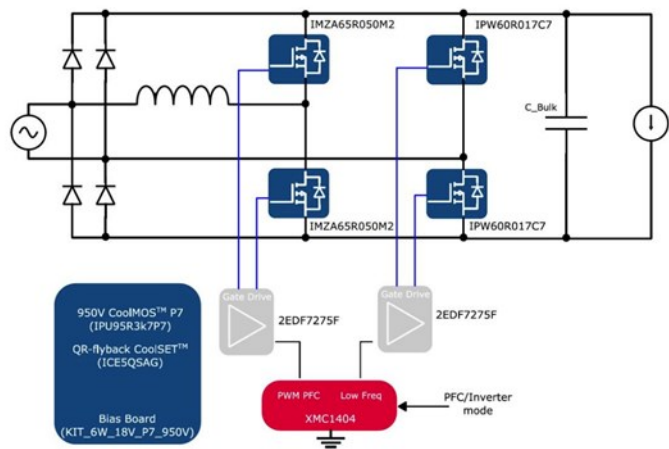 IMZA65R050M2
IPW60R017C7
C_Bulk
IMZA65R050M2
IPW60R017C7
Gate Drive
2EDF7275F
Gate Drive
2EDF7275F
950V CoolMOS™ P7
(IPU95R3k7P7)
QR-flyback CoolSET™
(ICE5QSAG)
Bias Board
(KIT_6W_18V_P7_950V)
PWM PFC
Low Freq
XMC1404
PFC/Inverter
mode